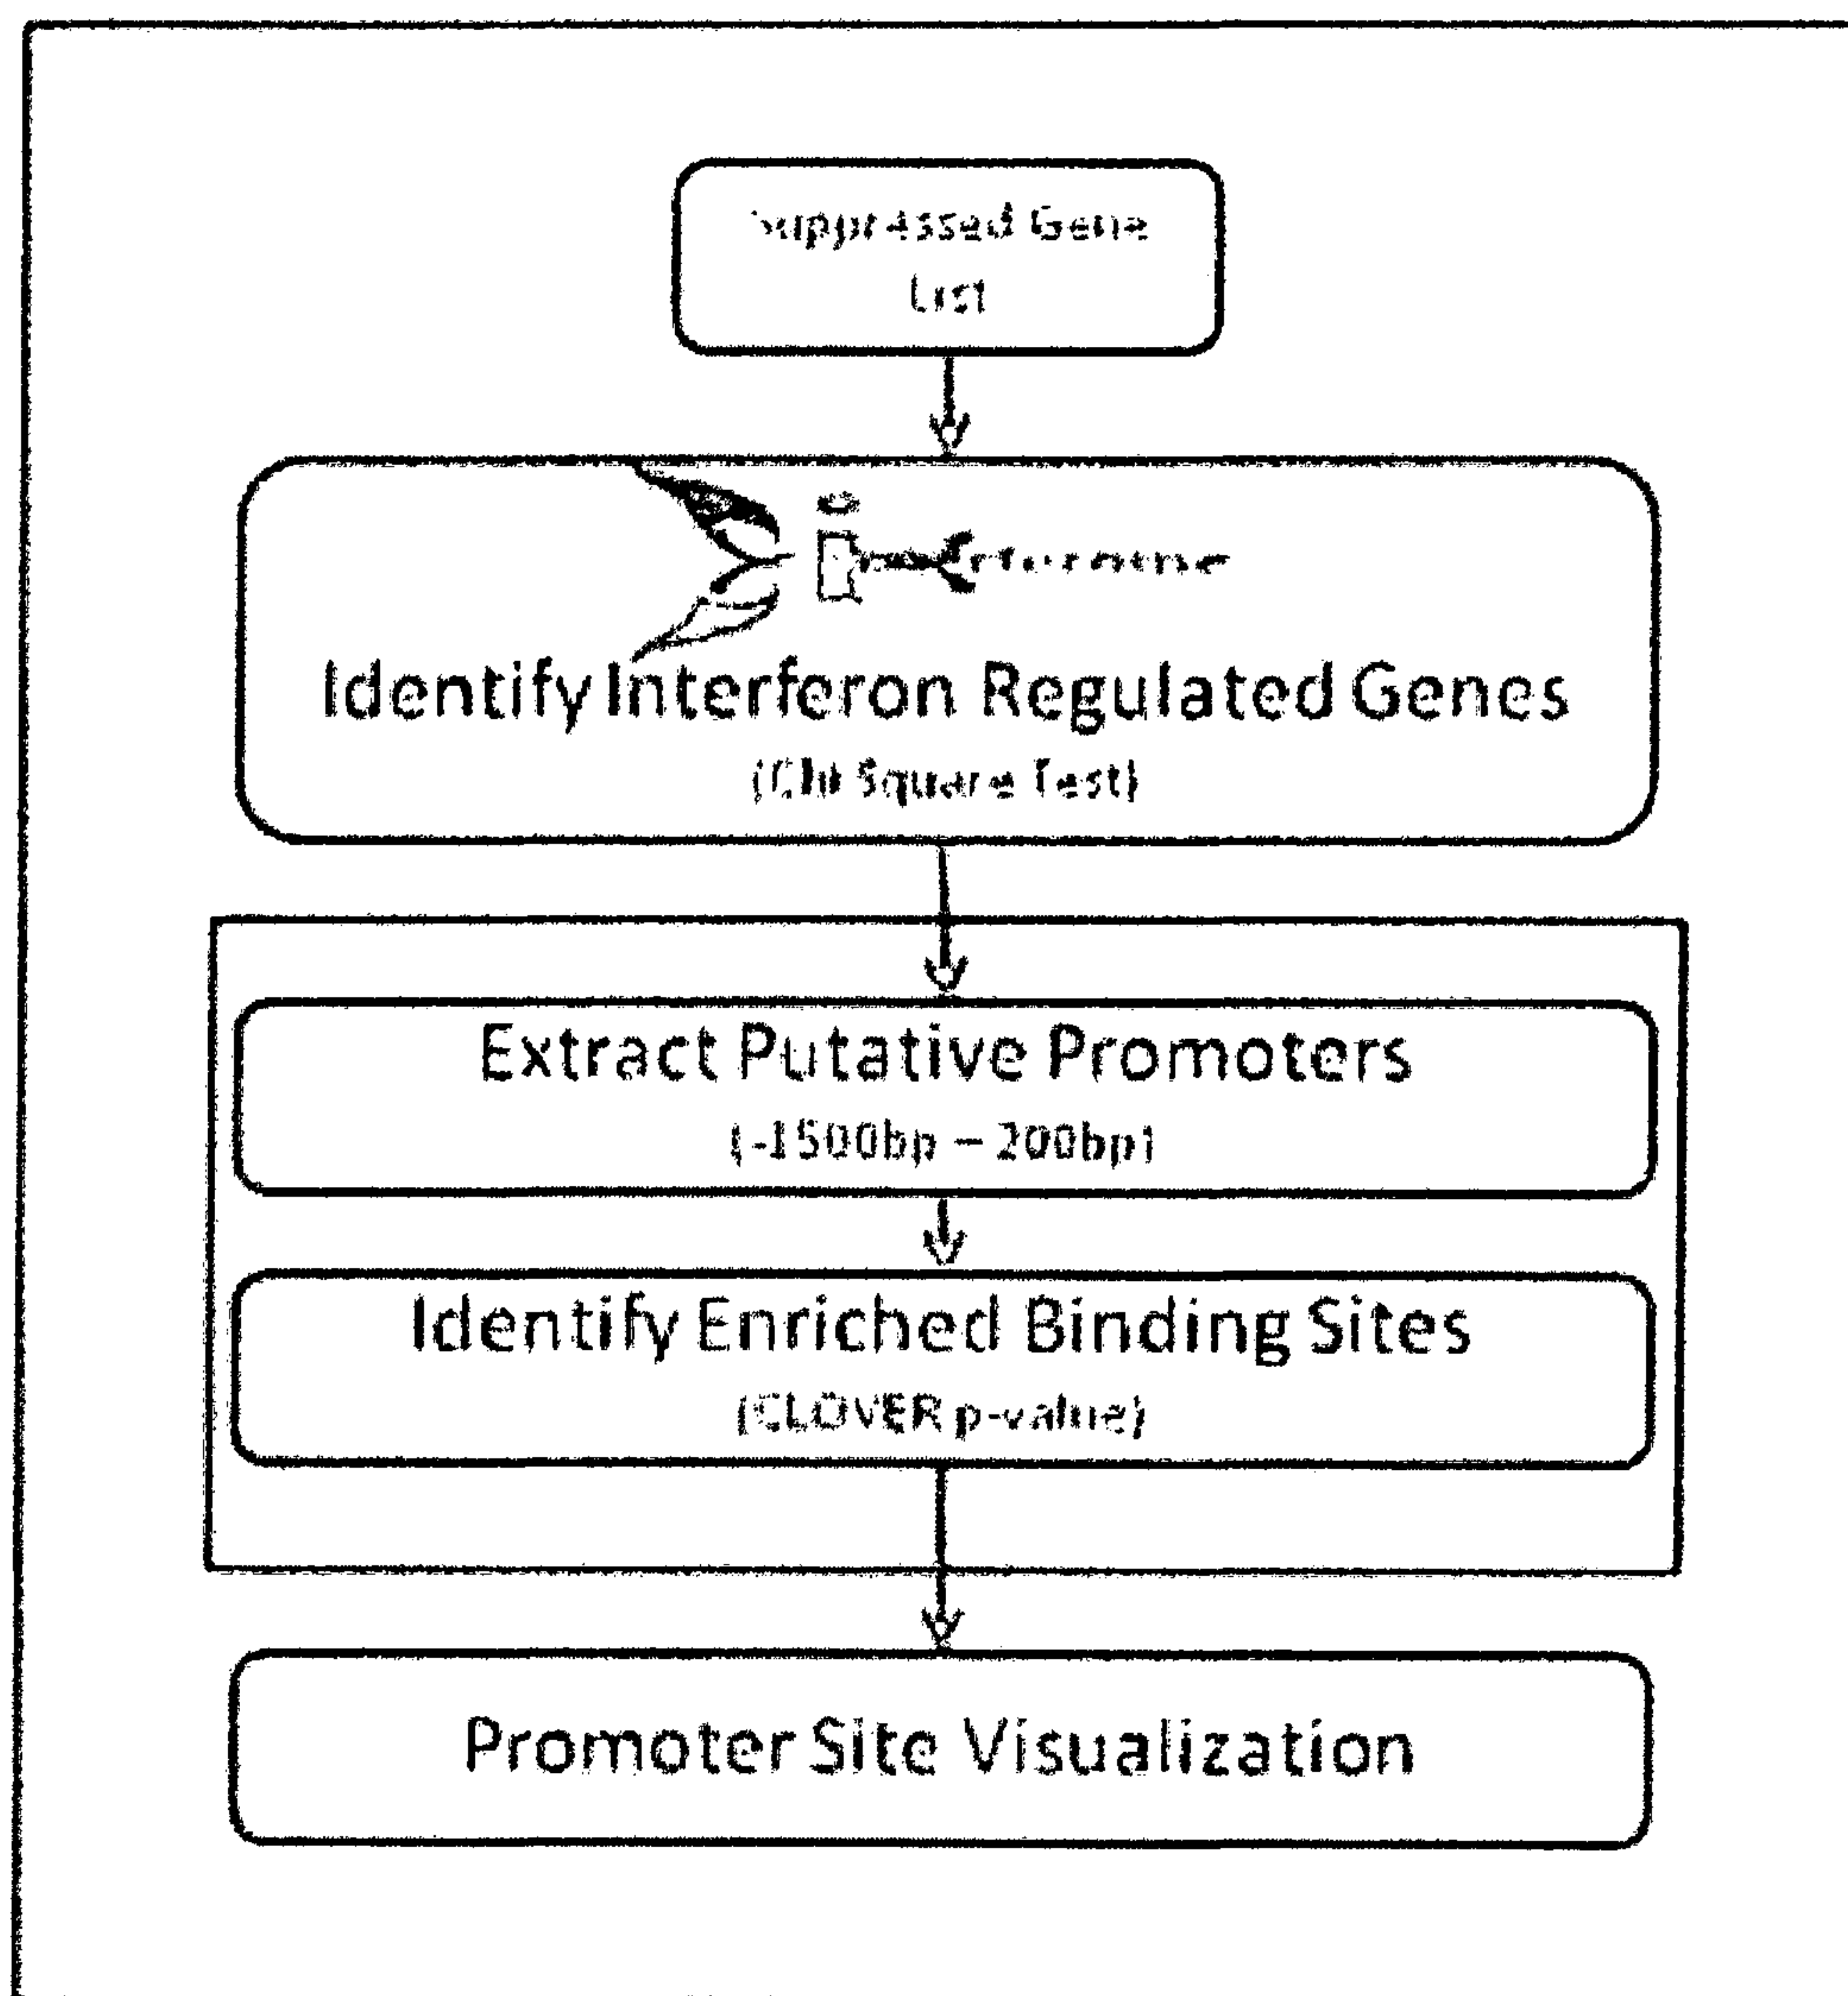 Suppressed Gene
List
Identify Interferon Regulated Genes
(Chi Square Test)
Extract Putative Promoters
(-1500bp – 200bp)
Identify Enriched Binding Sites
(CLOVER p-value)
Promoter Site Visualization